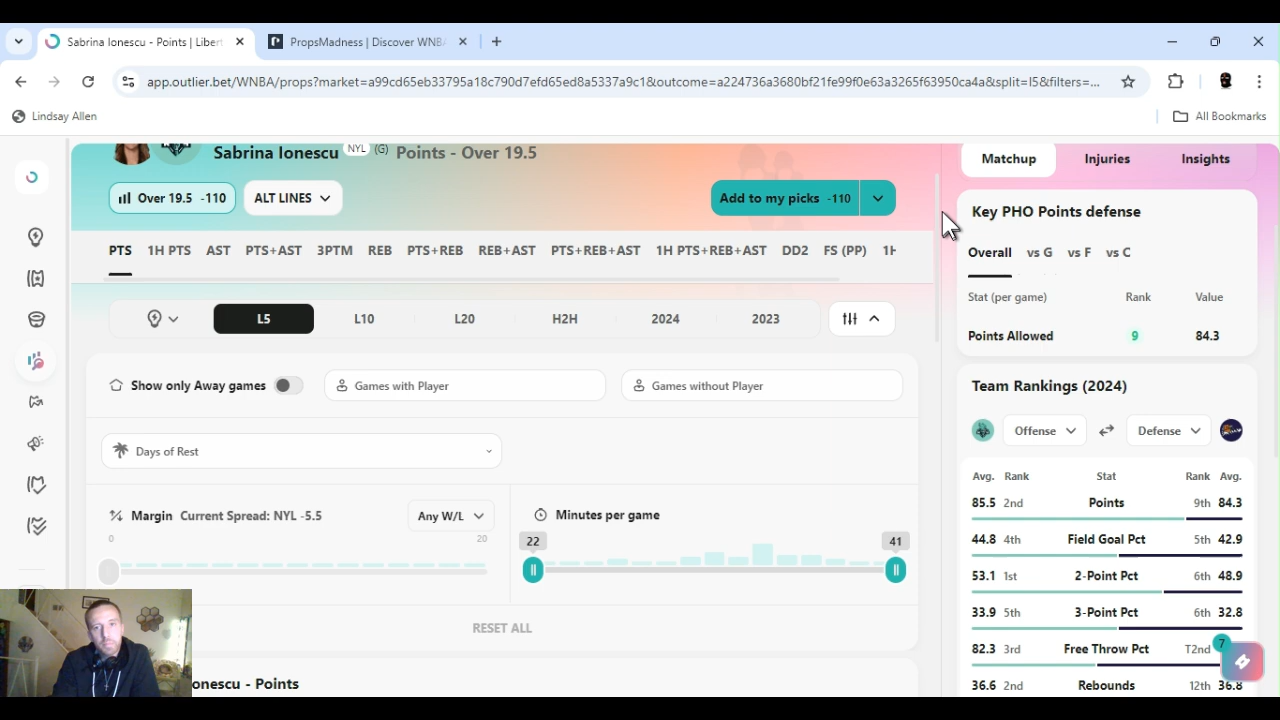 Sabrina Ionescu - Points | Libert
PropsMadness | Discover WNB
app.outlier.bet/WNBA/props?market=a99cd65eb33795a18c790d7efd65ed8a5337a9c1&outcome=a224736a3680bf21fe99f0e63a3265f63950ca4a&split=l5&filters=...
Lindsay Allen
All Bookmarks
Sabrina Ionescu NYL (G) Points - Over 19.5
Over 19.5 -110
ALT LINES
Add to my picks -110
PTS 1H PTS AST PTS+AST 3PTM REB PTS+REB REB+AST PTS+REB+AST 1H PTS+REB+AST DD2 FS (PP) 1H
L5 L10 L20 H2H 2024 2023
Show only Away games
Games with Player
Games without Player
Days of Rest
Margin Current Spread: NYL -5.5
Any W/L
0 20
Minutes per game
22 41
RESET ALL
onescu - Points
Matchup Injuries Insights
Key PHO Points defense
Overall vs G vs F vs C
Stat (per game) Rank Value
Points Allowed 9 84.3
Team Rankings (2024)
Offense Defense
Avg. Rank Stat Rank Avg.
85.5 2nd Points 9th 84.3
44.8 4th Field Goal Pct 5th 42.9
53.1 1st 2-Point Pct 6th 48.9
33.9 5th 3-Point Pct 6th 32.8
82.3 3rd Free Throw Pct T2nd
7
36.6 2nd Rebounds 12th 36.8